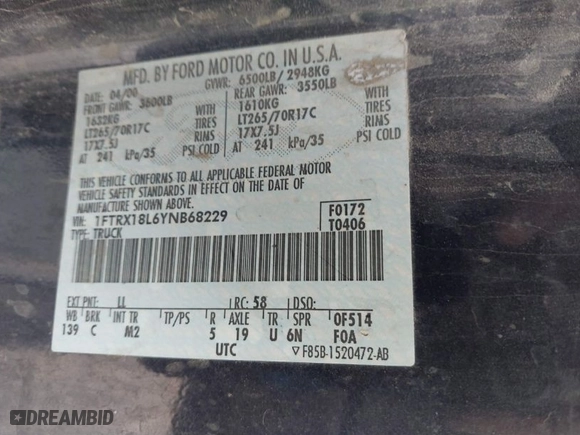 MFD. BY FORD MOTOR CO. IN U.S.A.
DATE: 04/00 GVWR: 6500LB/ 2948KG
FRONT GAWR: 3600LB REAR GAWR: 3550LB
1632KG WITH 1610KG WITH
LT265/70R17C TIRES LT265/70R17C TIRES
17X7.5J RINS 17X7.5J RINS
AT 241 kPa/35 PSI COLD AT 241 kPa/35 PSI COLD
THIS VEHICLE CONFORMS TO ALL APPLICABLE FEDERAL MOTOR
VEHICLE SAFETY STANDARDS IN EFFECT ON THE DATE OF
MANUFACTURE SHOWN ABOVE.
VIN: 1FTRX18L6YNB68229 F0172
TYPE: TRUCK T0406
EXT PNT: LL RC: 58 DSO:
WB BRK INT TR TP/PS R AXLE TR SPR 0F514
139 C M2 5 19 U 6N F0A
UTC F85B-1520472-AB
DREAMBID